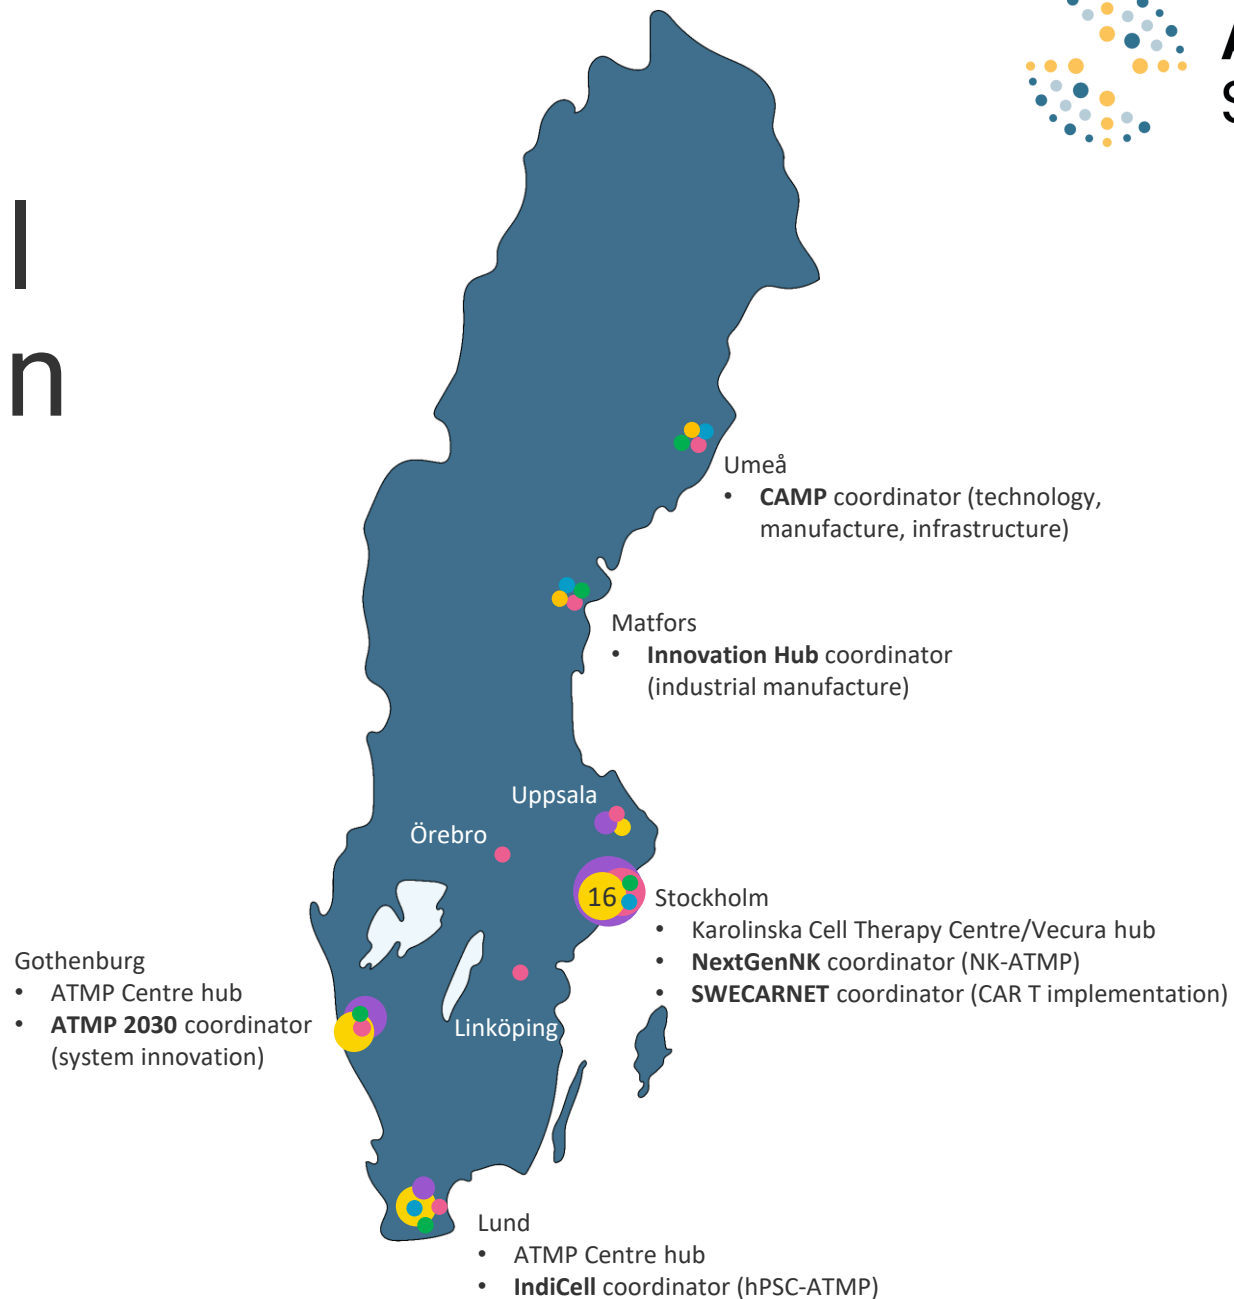 l
n
Umeå
• CAMP coordinator (technology,
manufacture, infrastructure)
Matfors
• Innovation Hub coordinator
(industrial manufacture)
Uppsala
Örebro
16
Stockholm
• Karolinska Cell Therapy Centre/Vecura hub
• NextGenNK coordinator (NK-ATMP)
• SWECARNET coordinator (CAR T implementation)
Gothenburg
• ATMP Centre hub
• ATMP 2030 coordinator
(system innovation)
Linköping
Lund
• ATMP Centre hub
• IndiCell coordinator (hPSC-ATMP)